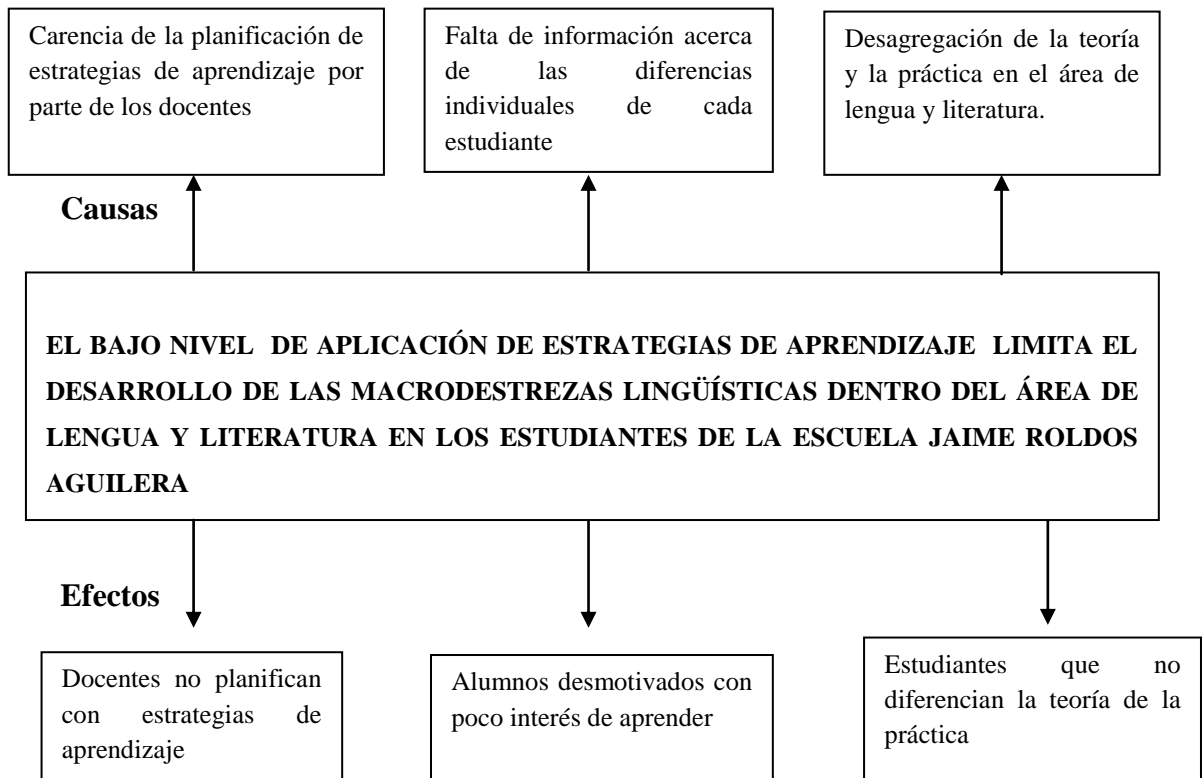 Carencia de la planificación de
estrategias de aprendizaje por
parte de los docentes
Falta de información acerca
de las diferencias
individuales de cada
estudiante
Desagregación de la teoría
y la práctica en el área de
lengua y literatura.
Causas
EL BAJO NIVEL DE APLICACIÓN DE ESTRATEGIAS DE APRENDIZAJE LIMITA EL
DESARROLLO DE LAS MACRODESTREZAS LINGÜÍSTICAS DENTRO DEL ÁREA DE
LENGUA Y LITERATURA EN LOS ESTUDIANTES DE LA ESCUELA JAIME ROLDOS
AGUILERA
Efectos
Docentes no planifican
con estrategias de
aprendizaje
Alumnos desmotivados con
poco interés de aprender
Estudiantes que no
diferencian la teoría de la
práctica